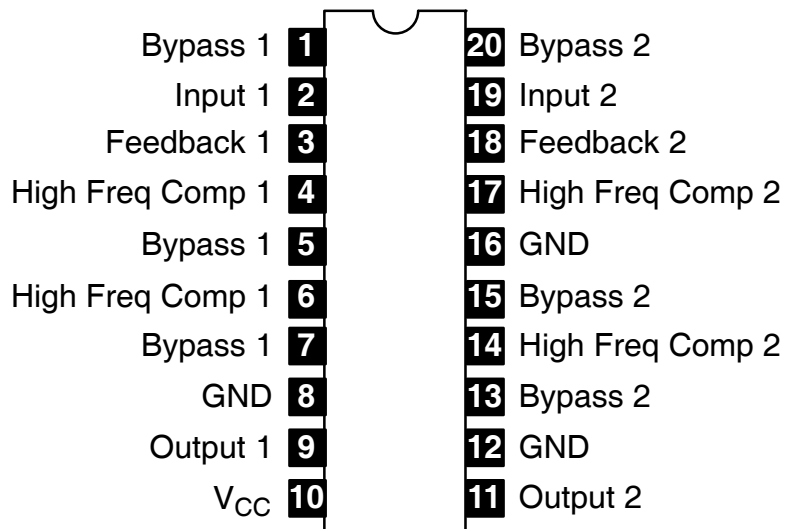 Bypass 1 1 20 Bypass 2
Input 1 2 19 Input 2
Feedback 1 3 18 Feedback 2
High Freq Comp 1 4 17 High Freq Comp 2
Bypass 1 5 16 GND
High Freq Comp 1 6 15 Bypass 2
Bypass 1 7 14 High Freq Comp 2
GND 8 13 Bypass 2
Output 1 9 12 GND
VCC 10 11 Output 2